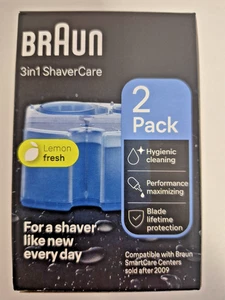 BRAUN
3in1 ShaverCare
2
Pack
Lemon
fresh
Hygienic
cleaning
Performance
maximizing
Blade
lifetime
protection
For a shaver
like new
every day
Compatible with Braun
SmartCare Centers
sold after 2009